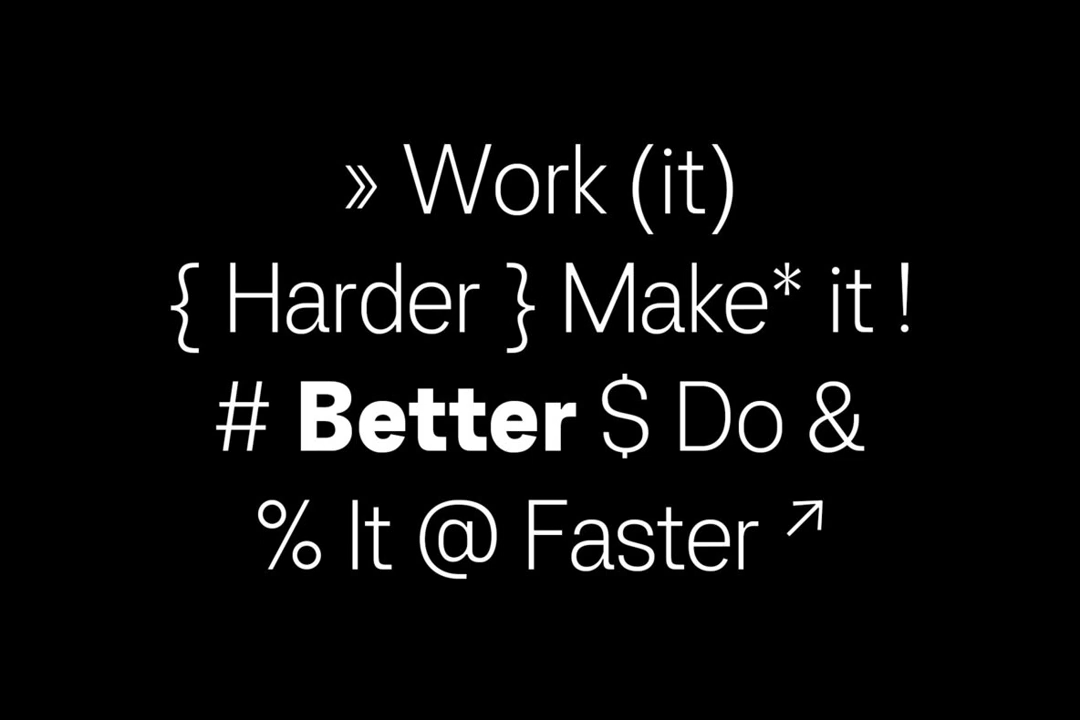 » Work (it)
{ Harder } Make* it !
# Better $ Do &
% It @ Faster ↗